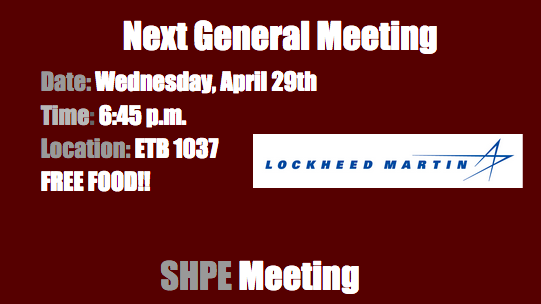 Next General Meeting
Date: Wednesday, April 29th
Time: 6:45 p.m.
Location: ETB 1037
LOCKHEED MARTIN
FREE FOOD!!
SHPE Meeting